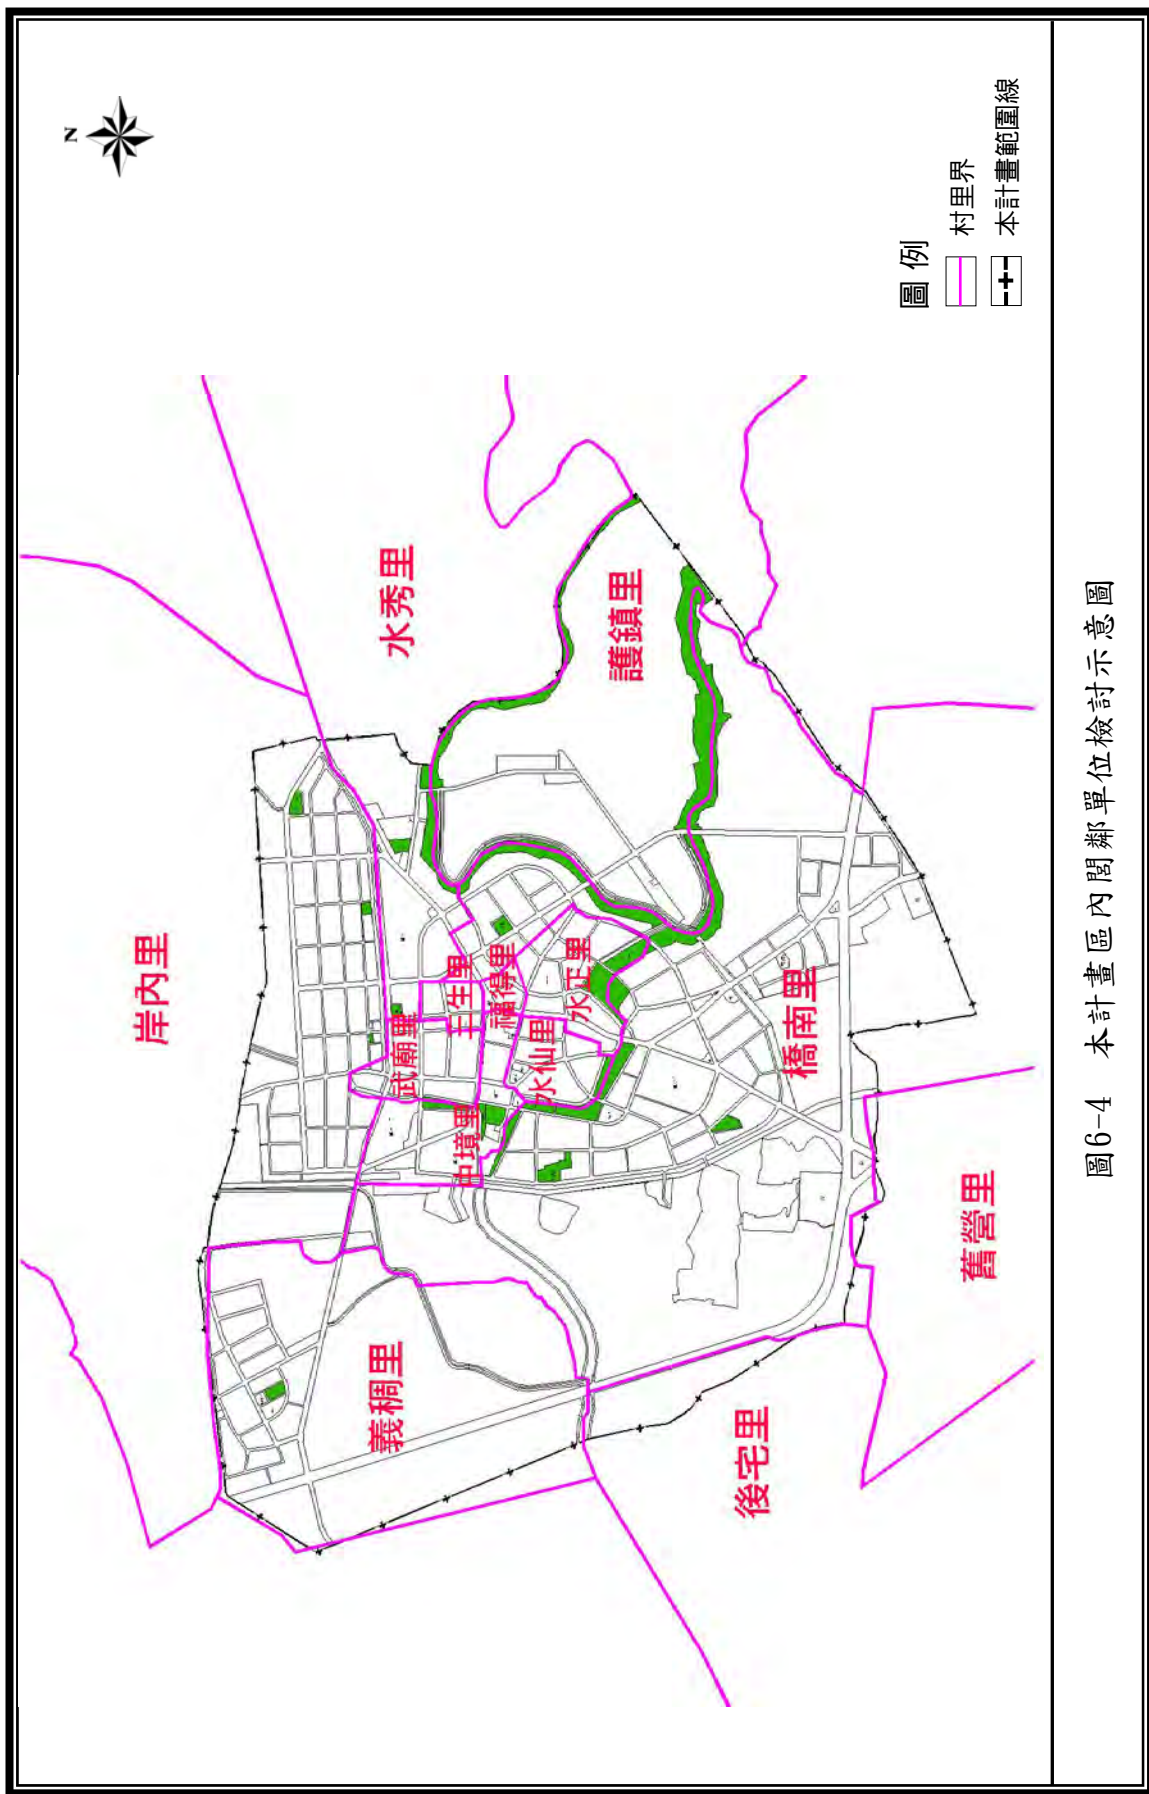 N
岸內里
水秀里
護鎮里
武廟里
王生里
福得里
水正里
水仙里
中境里
橋南里
義稠里
後宅里
舊營里
圖例
村里界
本計畫範圍線
圖6-4 本計畫區內閭鄰單位檢討示意圖